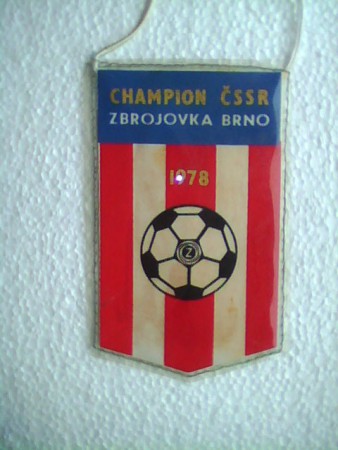 CHAMPION ČSSR
ZBROJOVKA BRNO
1978
Z